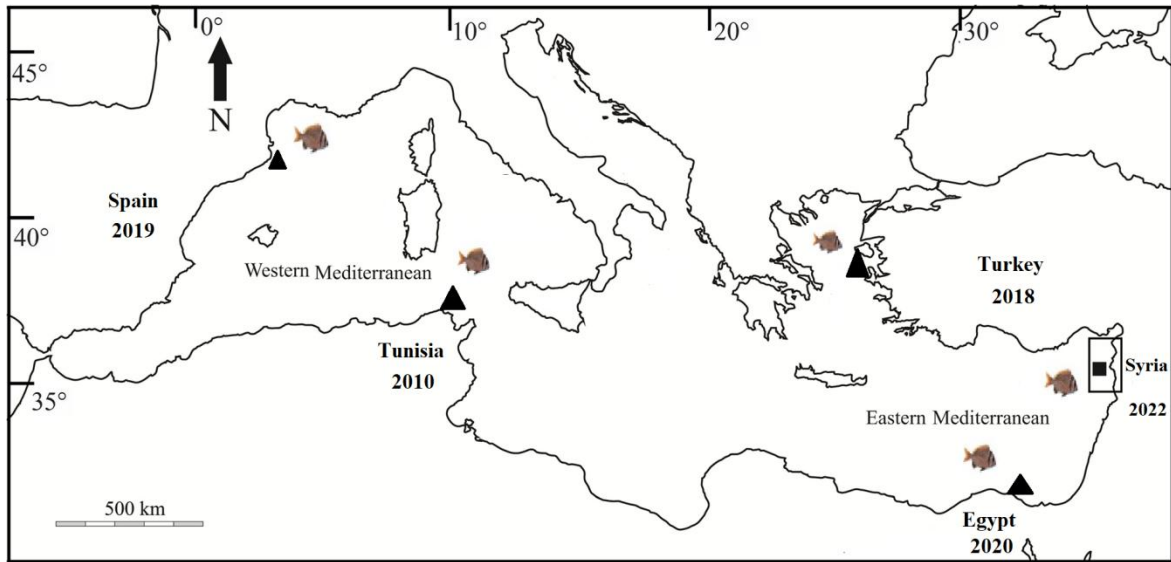 0°
10°
20°
30°
45°
N
Spain
2019
40°
Western Mediterranean
Turkey
2018
Tunisia
2010
Syria
35°
2022
Eastern Mediterranean
500 km
Egypt
2020